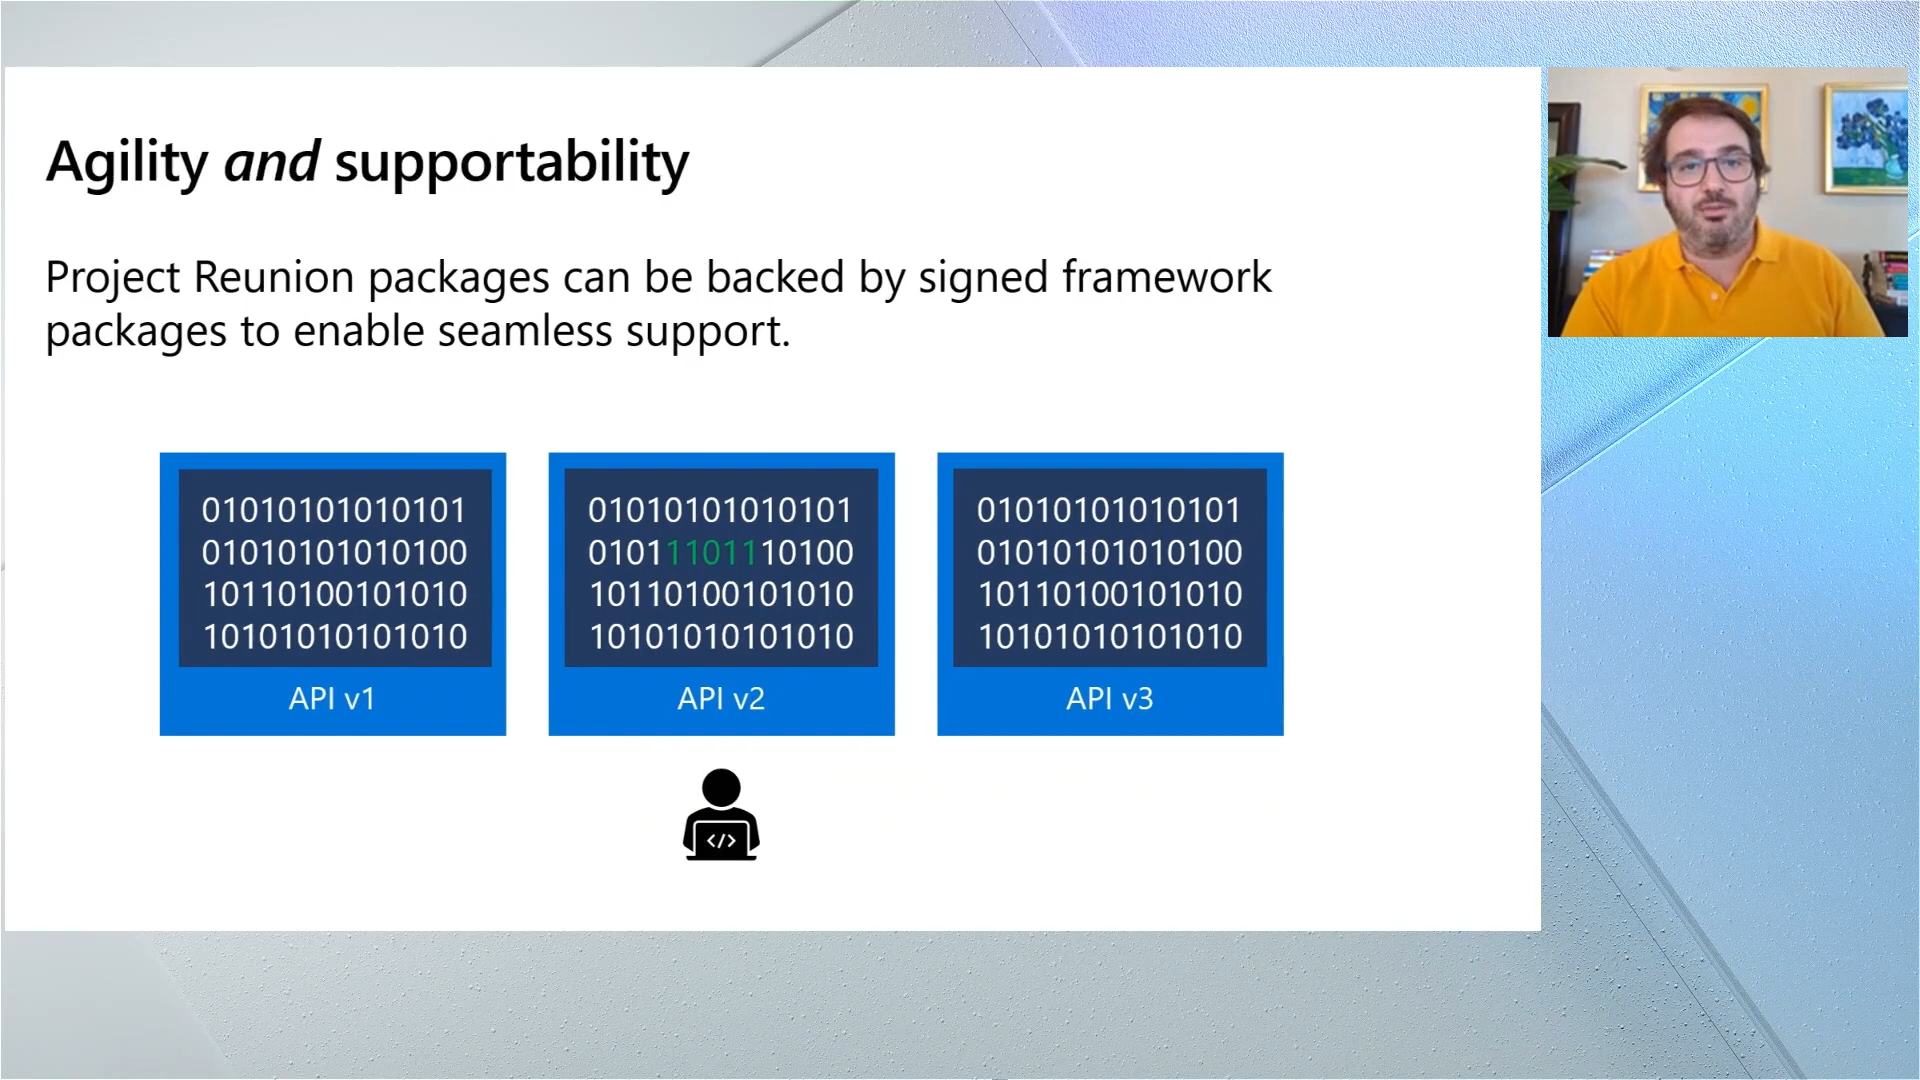 Agility and supportability
Project Reunion packages can be backed by signed framework
packages to enable seamless support.
01010101010101
01010101010100
10110100101010
10101010101010
API v1
01010101010101
01011101110100
10110100101010
10101010101010
API v2
01010101010101
01010101010100
10110100101010
10101010101010
API v3
</>